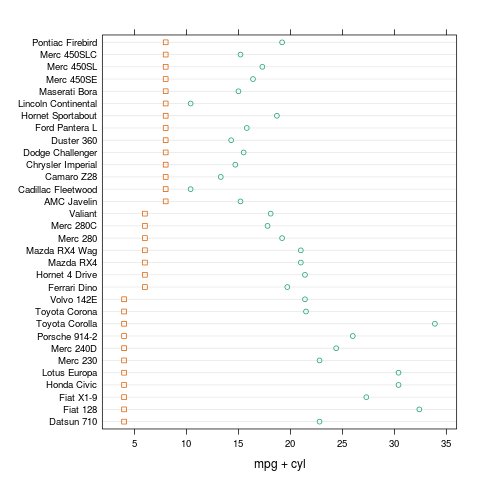 Pontiac Firebird
Merc 450SLC
Merc 450SL
Merc 450SE
Maserati Bora
Lincoln Continental
Hornet Sportabout
Ford Pantera L
Duster 360
Dodge Challenger
Chrysler Imperial
Camaro Z28
Cadillac Fleetwood
AMC Javelin
Valiant
Merc 280C
Merc 280
Mazda RX4 Wag
Mazda RX4
Hornet 4 Drive
Ferrari Dino
Volvo 142E
Toyota Corona
Toyota Corolla
Porsche 914-2
Merc 240D
Merc 230
Lotus Europa
Honda Civic
Fiat X1-9
Fiat 128
Datsun 710
5 10 15 20 25 30 35
mpg + cyl